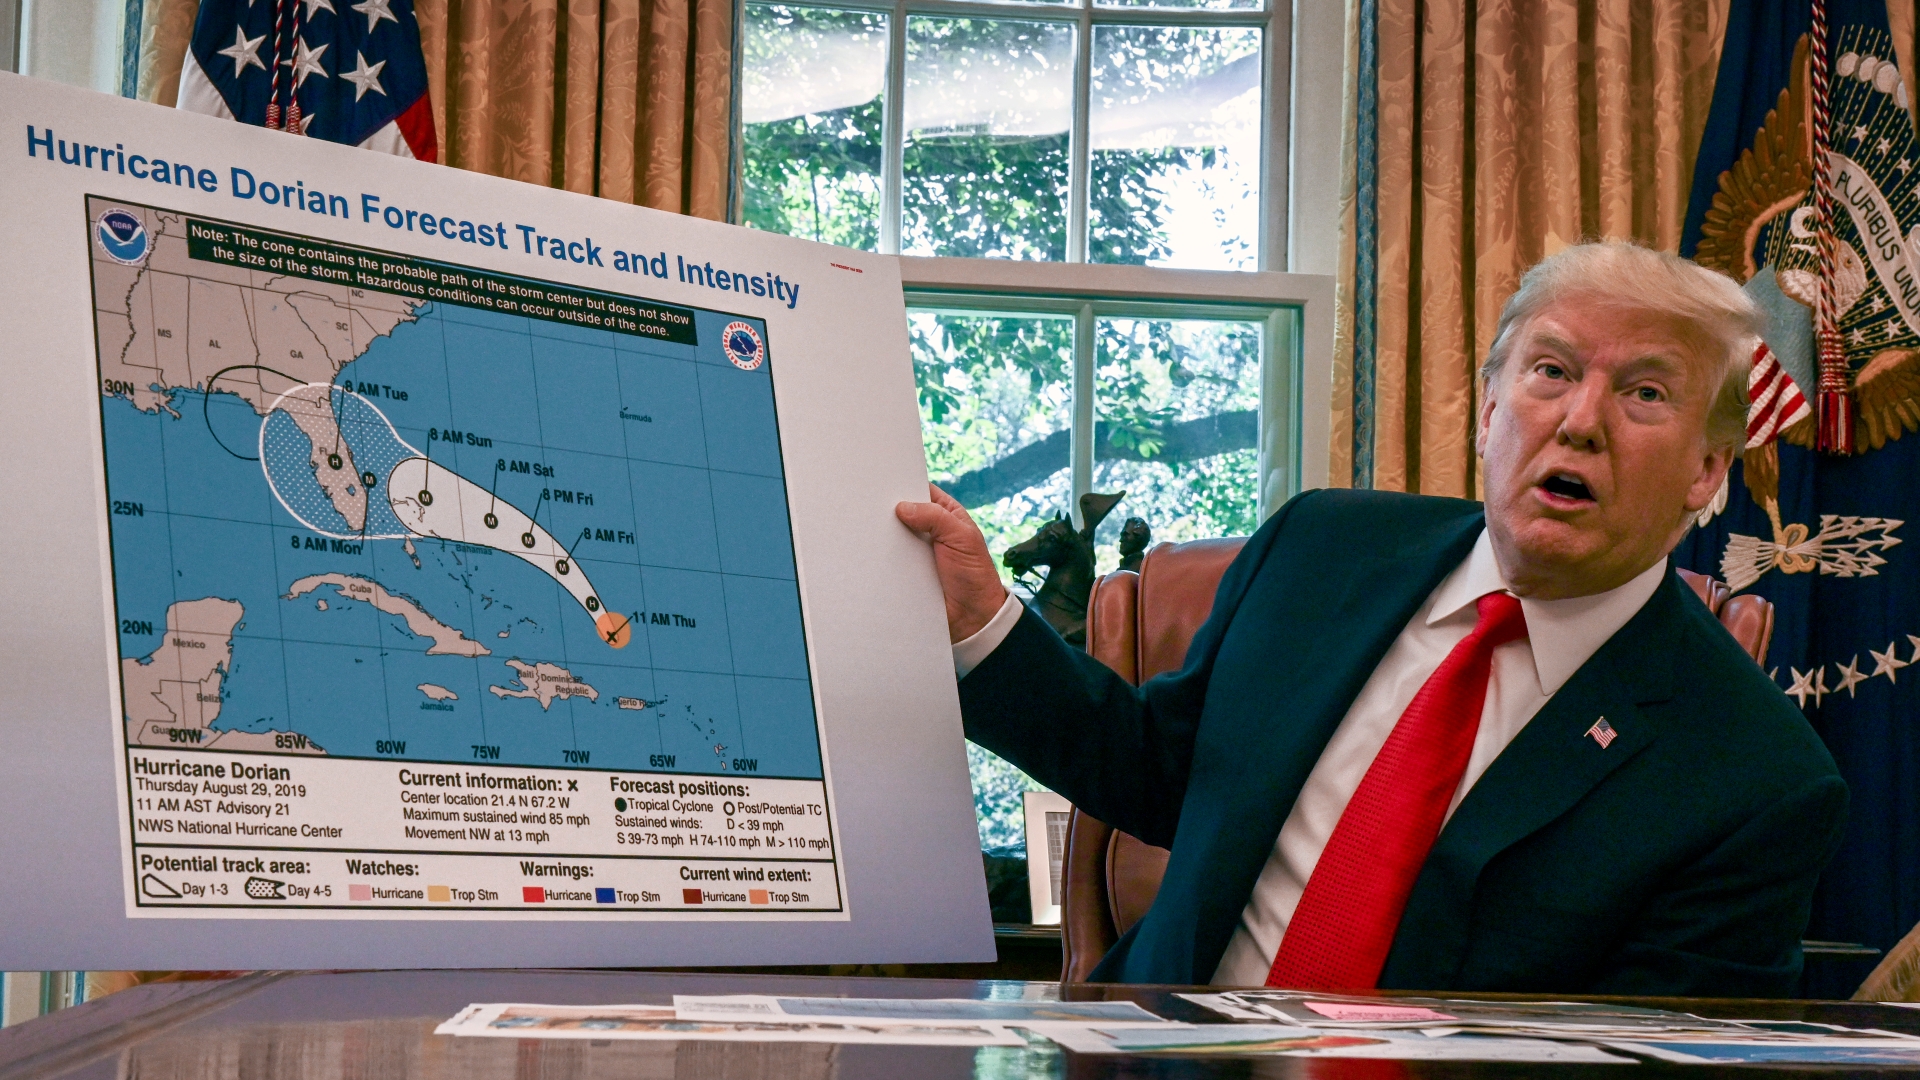 Hurricane Dorian Forecast Track and Intensity
THE PRESIDENT HAS SEEN
NOAA
Note: The cone contains the probable path of the storm center but does not show
the size of the storm. Hazardous conditions can occur outside of the cone.
NATIONAL WEATHER SERVICE
NC
SC
MS
AL
GA
30N
8 AM Tue
Bermuda
8 AM Sun
FL
H
8 AM Sat
M
M
8 PM Fri
25N
M
M
8 AM Fri
8 AM Mon
Bahamas
M
Cuba
H
11 AM Thu
20N
Mexico
Haiti
Dominican
Republic
Belize
Jamaica
Puerto Rico
90W
85W
80W
75W
70W
65W
60W
Hurricane Dorian
Thursday August 29, 2019
11 AM AST Advisory 21
NWS National Hurricane Center
Current information: x
Center location 21.4 N 67.2 W
Maximum sustained wind 85 mph
Movement NW at 13 mph
Forecast positions:
Tropical Cyclone Post/Potential TC
Sustained winds: D < 39 mph
S 39-73 mph H 74-110 mph M > 110 mph
Potential track area:
Day 1-3 Day 4-5
Watches:
Hurricane Trop Stm
Warnings:
Hurricane Trop Stm
Current wind extent:
Hurricane Trop Stm
PLURIBUS UNU